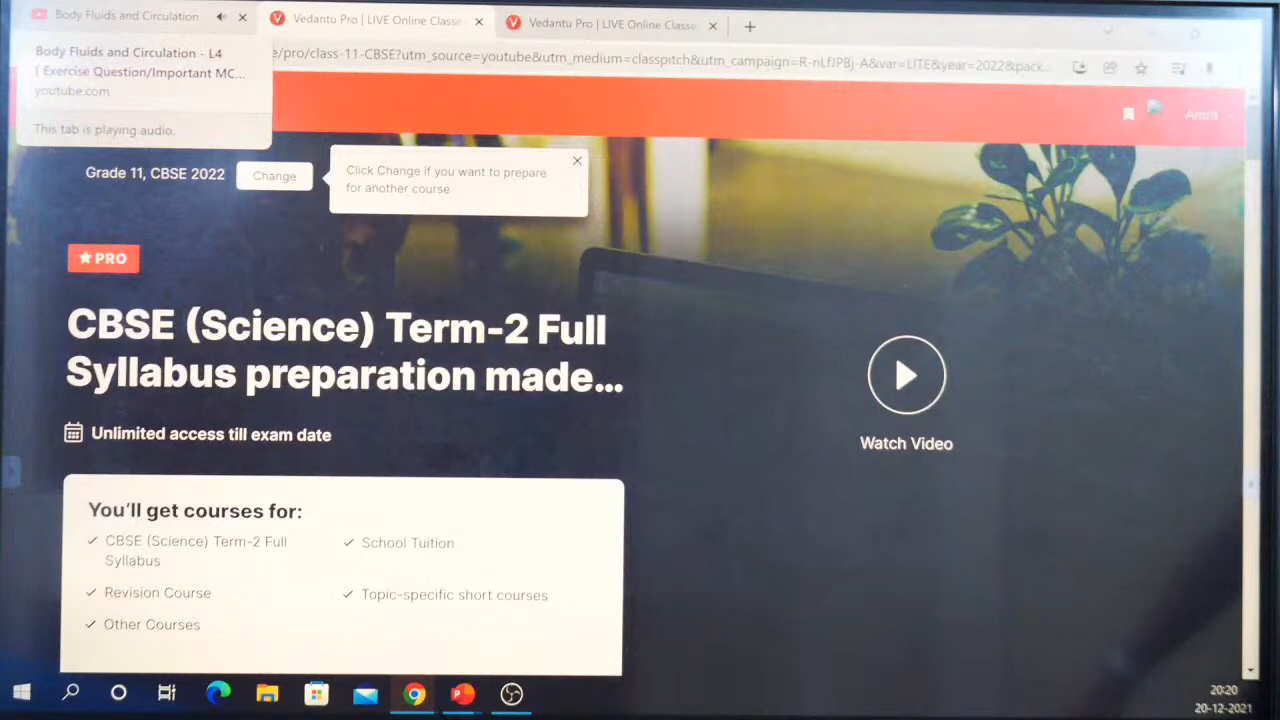 Body Fluids and Circulation
Vedantu Pro | LIVE Online Classe
Vedantu Pro | LIVE Online Classe
Body Fluids and Circulation – L4
[ Exercise Question/Important MC...
youtube.com
This tab is playing audio.
e/pro/class-11-CBSE?utm_source=youtube&utm_medium=classpitch&utm_campaign=R-nLfJPBj-A&var=LITE&year=2022&pack...
Grade 11, CBSE 2022
Change
Click Change if you want to prepare
for another course
PRO
CBSE (Science) Term-2 Full
Syllabus preparation made...
Unlimited access till exam date
Watch Video
You'll get courses for:
CBSE (Science) Term-2 Full
Syllabus
School Tuition
Revision Course
Topic-specific short courses
Other Courses
20:20
20-12-2021